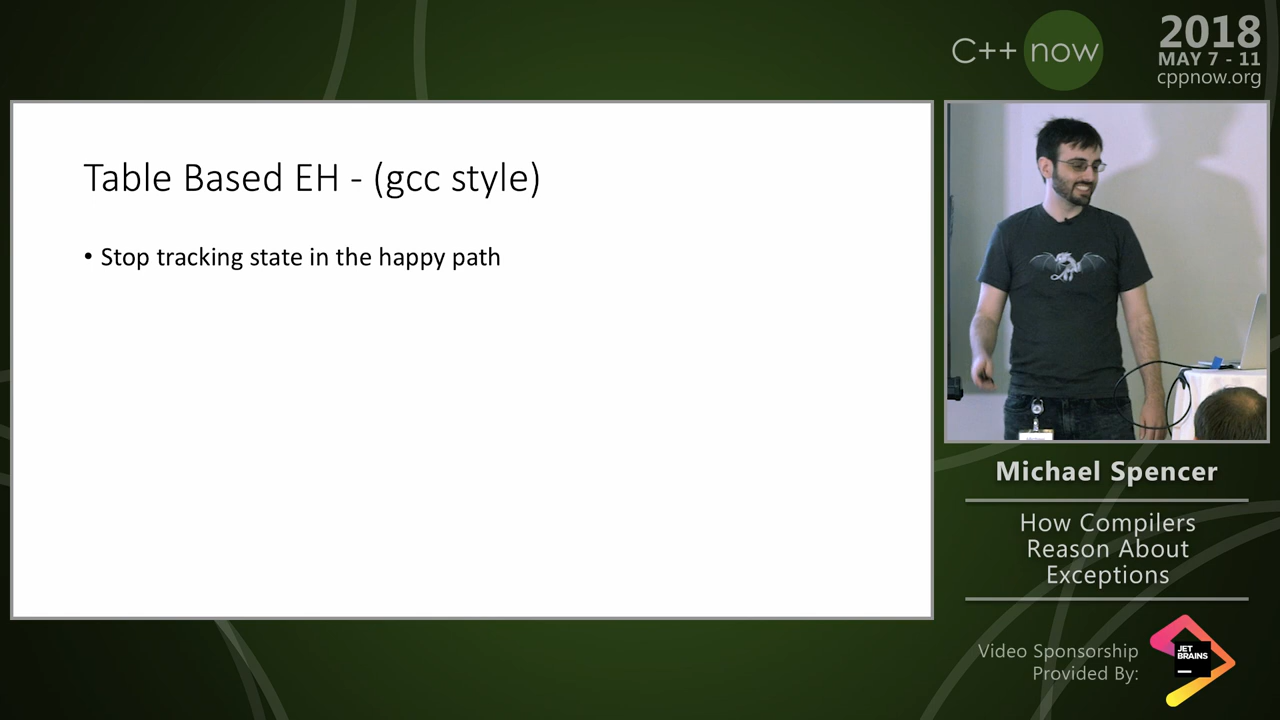 C++ now
2018
MAY 7 - 11
cppnow.org
Table Based EH - (gcc style)
• Stop tracking state in the happy path
Michael Spencer
How Compilers
Reason About
Exceptions
Video Sponsorship
Provided By:
JET
BRAINS